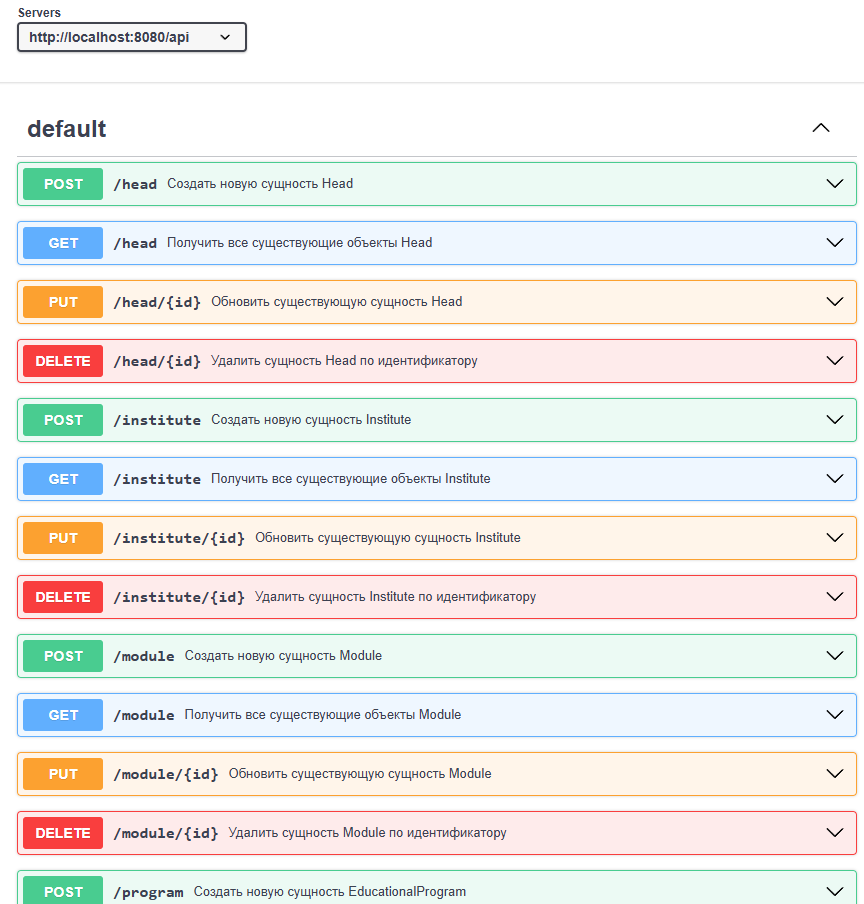 Servers
http://localhost:8080/api
default
POST /head Создать новую сущность Head
GET /head Получить все существующие объекты Head
PUT /head/{id} Обновить существующую сущность Head
DELETE /head/{id} Удалить сущность Head по идентификатору
POST /institute Создать новую сущность Institute
GET /institute Получить все существующие объекты Institute
PUT /institute/{id} Обновить существующую сущность Institute
DELETE /institute/{id} Удалить сущность Institute по идентификатору
POST /module Создать новую сущность Module
GET /module Получить все существующие объекты Module
PUT /module/{id} Обновить существующую сущность Module
DELETE /module/{id} Удалить сущность Module по идентификатору
POST /program Создать новую сущность EducationalProgram